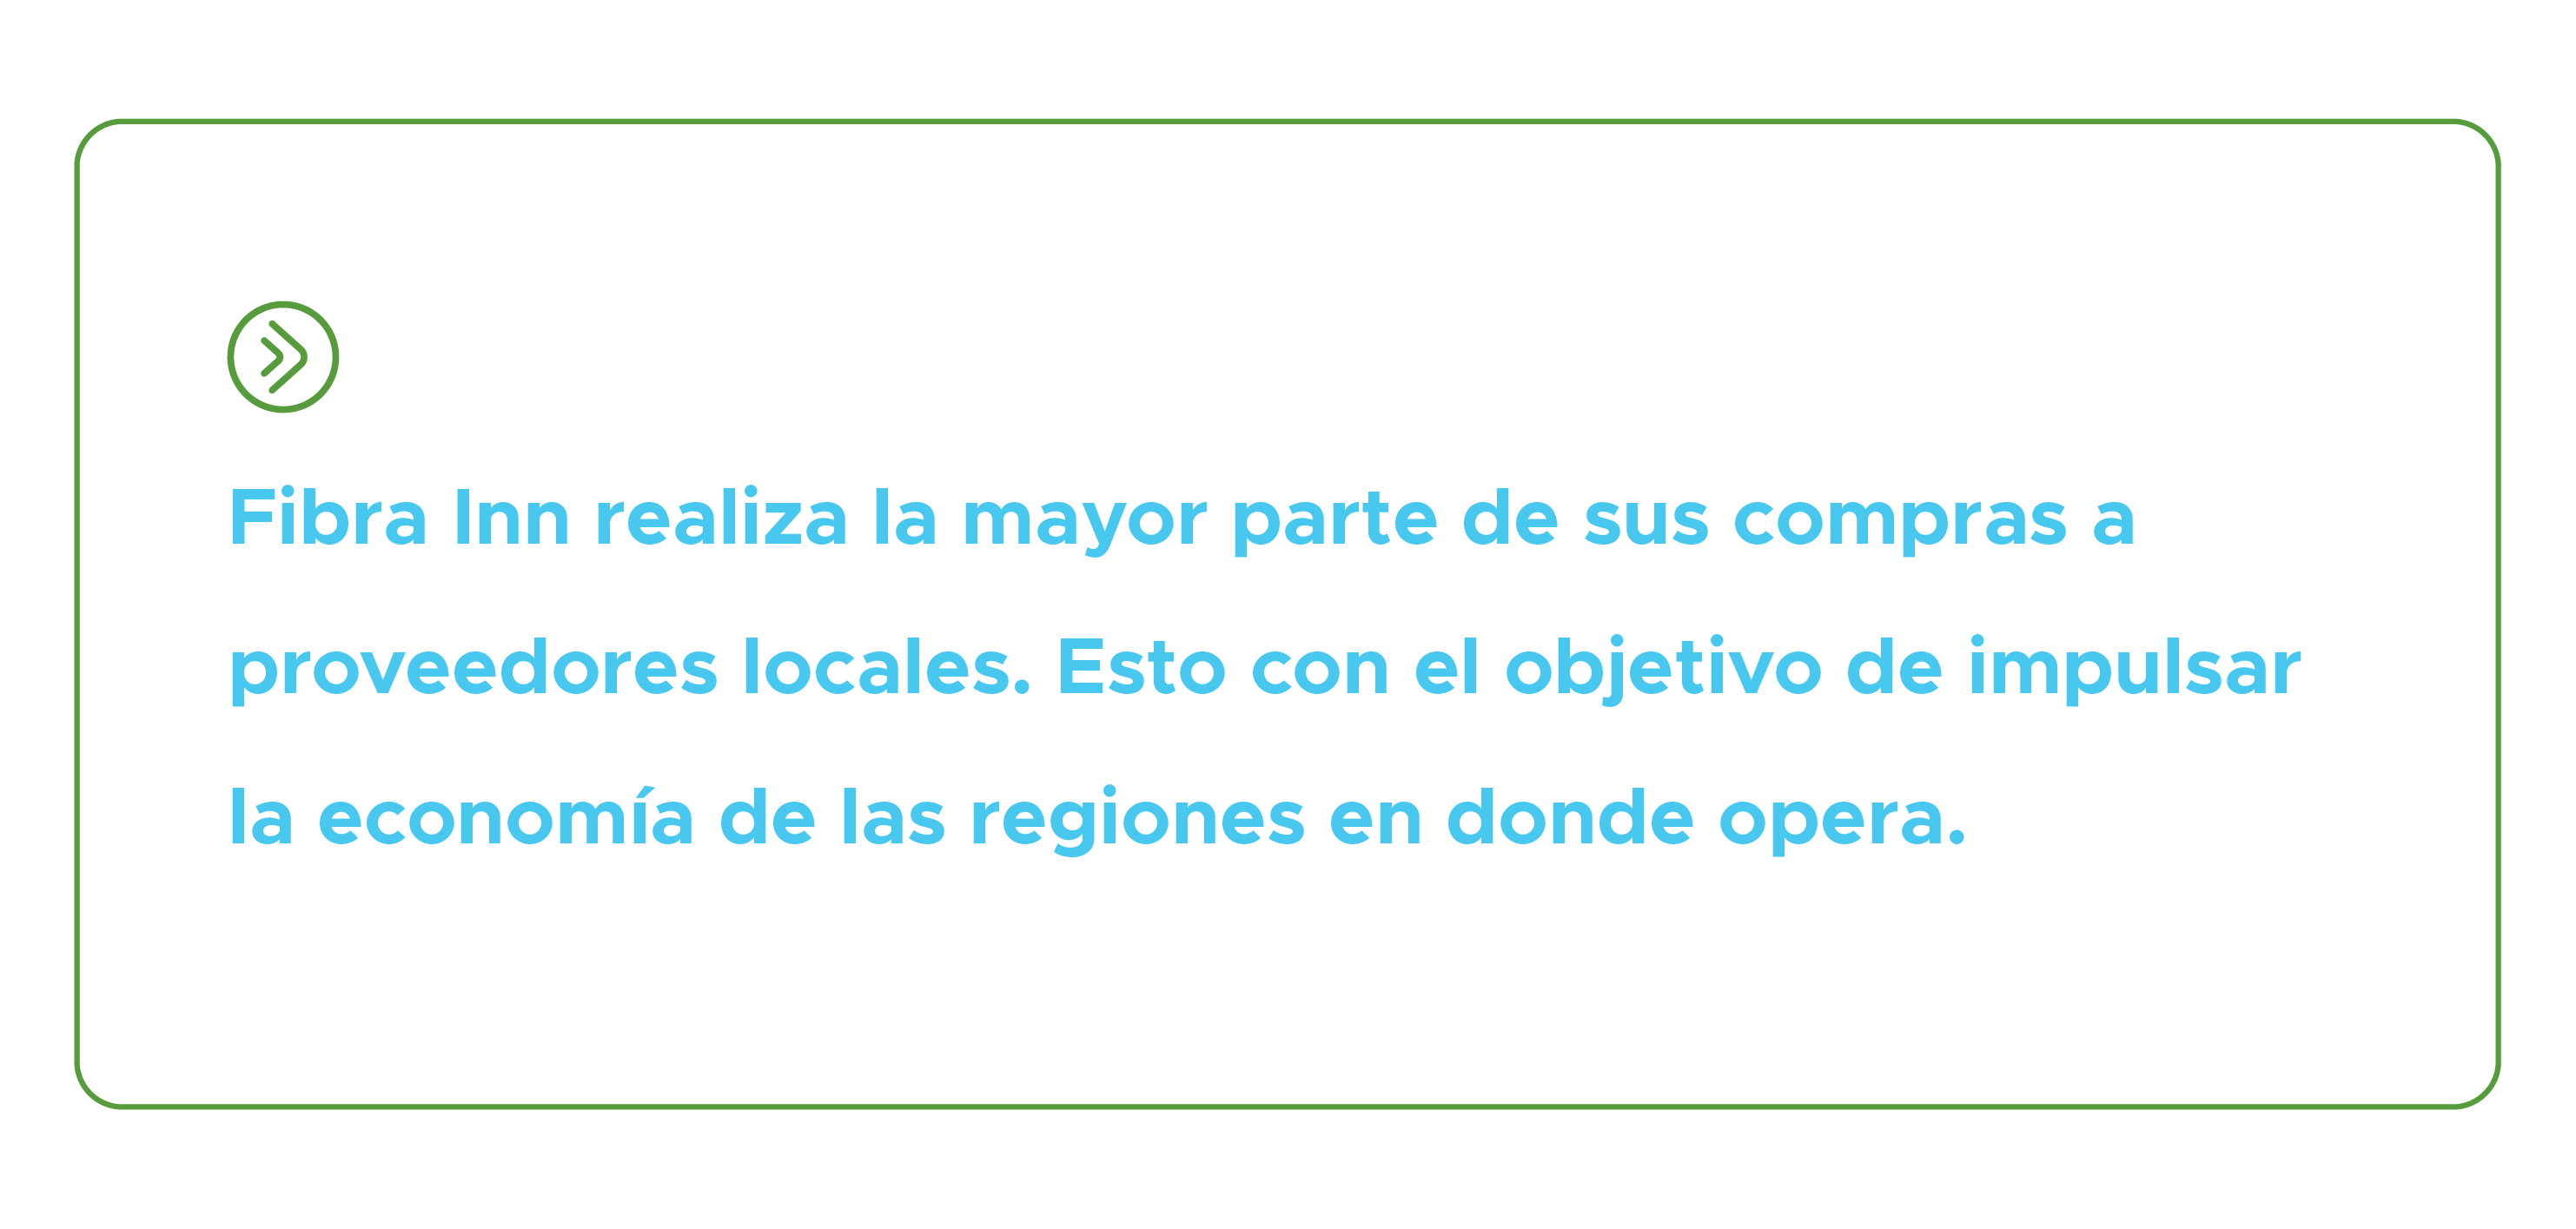 Fibra Inn realiza la mayor parte de sus compras a
proveedores locales. Esto con el objetivo de impulsar
la economía de las regiones en donde opera.